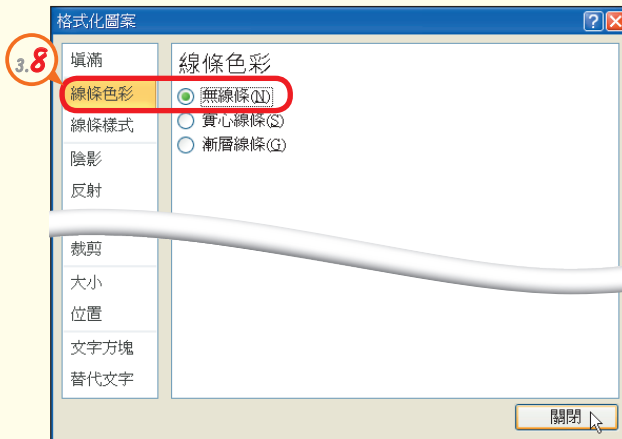 格式化圖案
3.8
填滿
線條色彩
線條樣式
陰影
反射
裁剪
大小
位置
文字方塊
替代文字
線條色彩
無線條(N)
實心線條(S)
漸層線條(G)
關閉